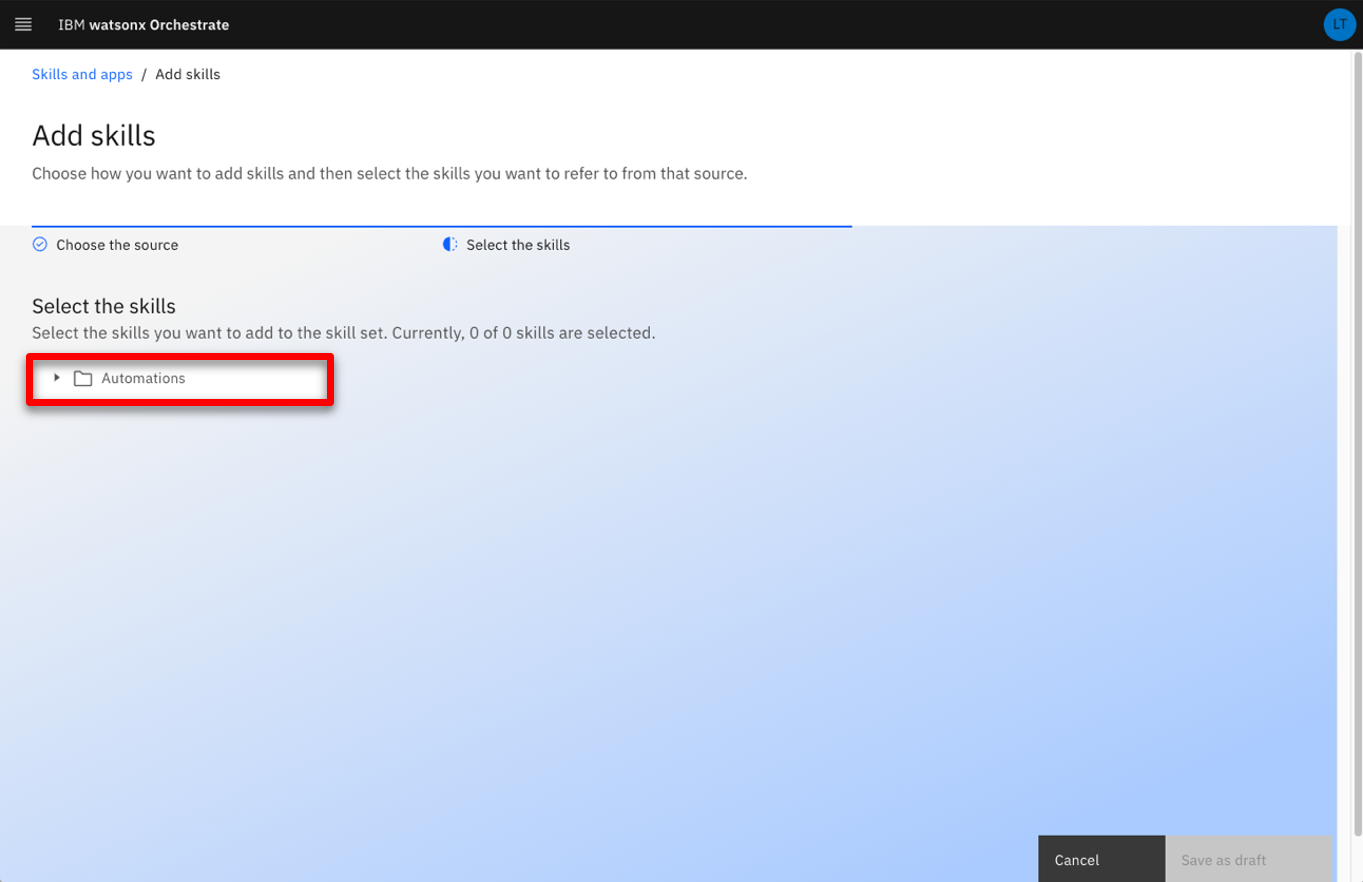 IBM watsonx Orchestrate
LT
Skills and apps / Add skills
Add skills
Choose how you want to add skills and then select the skills you want to refer to from that source.
Choose the source
Select the skills
Select the skills
Select the skills you want to add to the skill set. Currently, 0 of 0 skills are selected.
Automations
Cancel
Save as draft